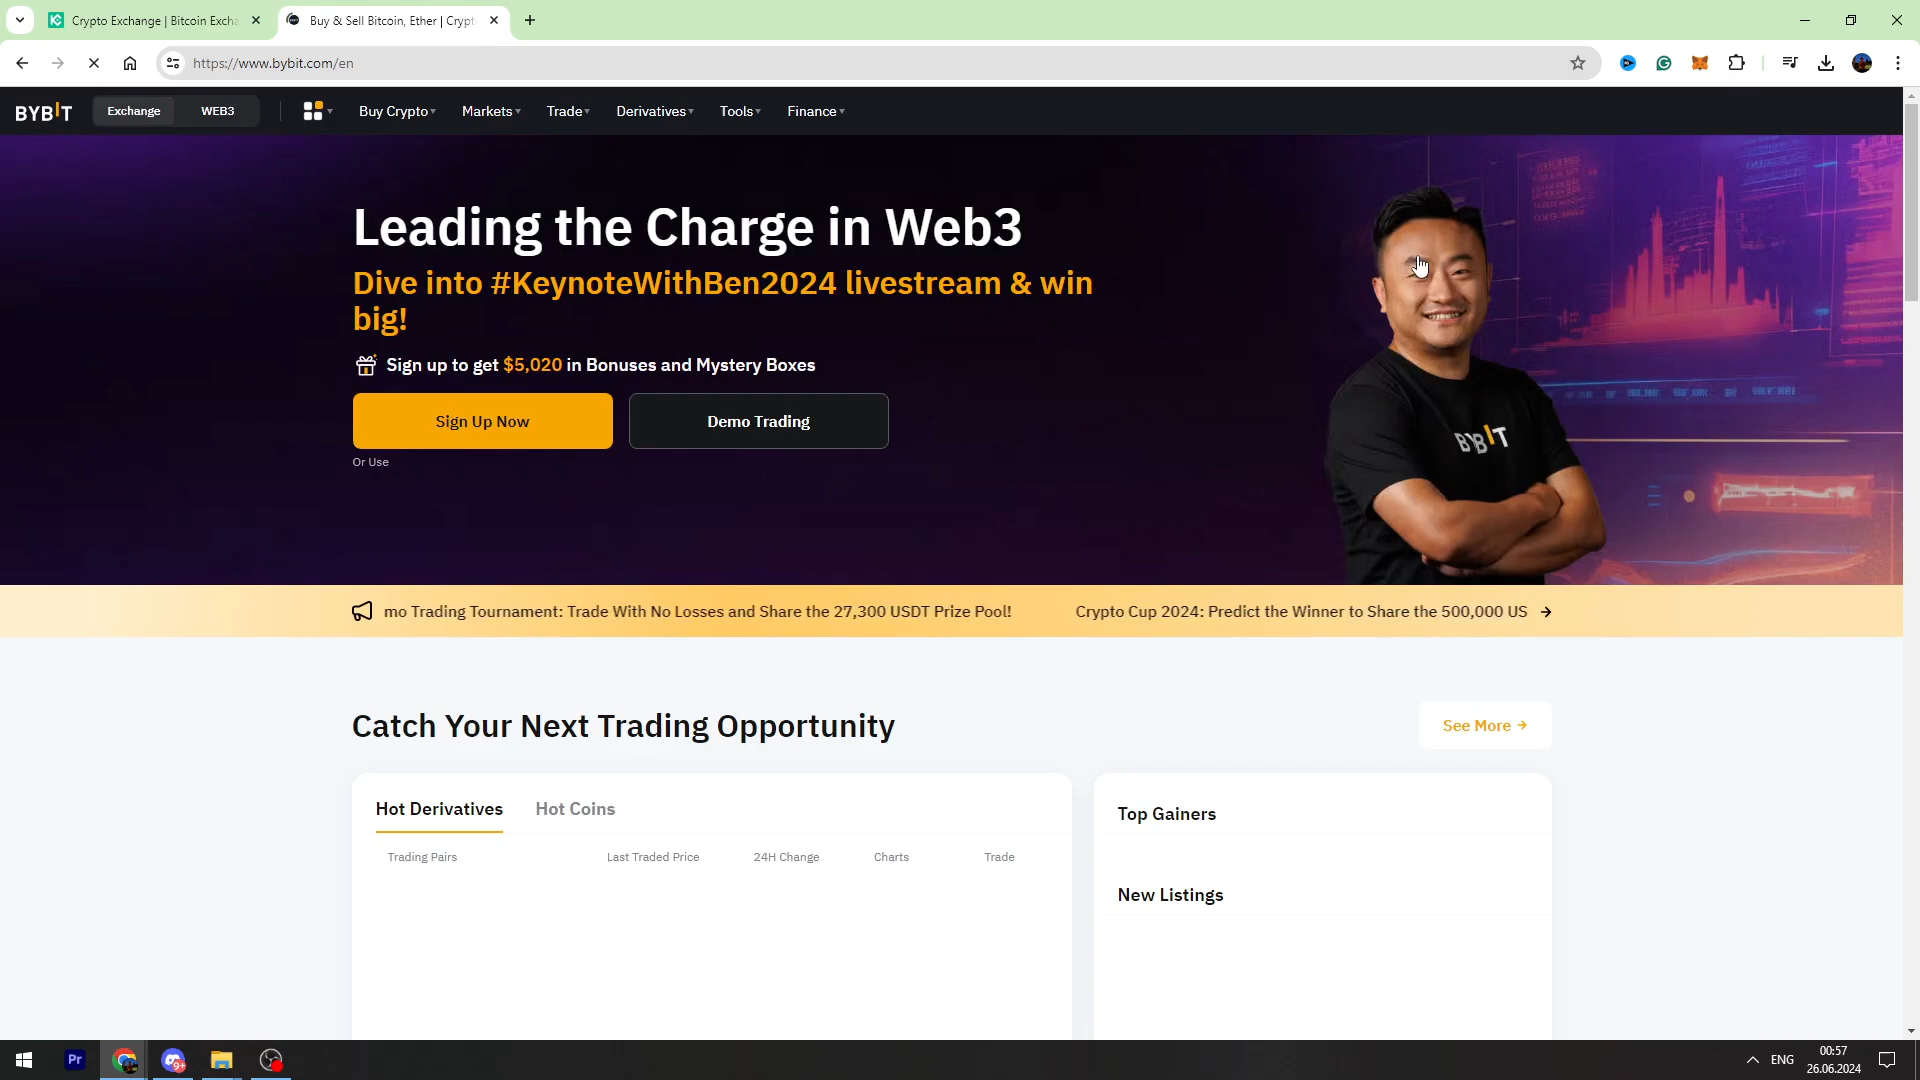 Crypto Exchange | Bitcoin Excha
Buy & Sell Bitcoin, Ether | Crypt
https://www.bybit.com/en
BYBIT
Exchange
WEB3
Buy Crypto
Markets
Trade
Derivatives
Tools
Finance
Leading the Charge in Web3
Dive into #KeynoteWithBen2024 livestream & win
big!
Sign up to get $5,020 in Bonuses and Mystery Boxes
Sign Up Now
Demo Trading
Or Use
BYBIT
mo Trading Tournament: Trade With No Losses and Share the 27,300 USDT Prize Pool!
Crypto Cup 2024: Predict the Winner to Share the 500,000 US
Catch Your Next Trading Opportunity
See More
Hot Derivatives
Hot Coins
Top Gainers
Trading Pairs
Last Traded Price
24H Change
Charts
Trade
New Listings
Pr
9+
ENG
00:57
26.06.2024